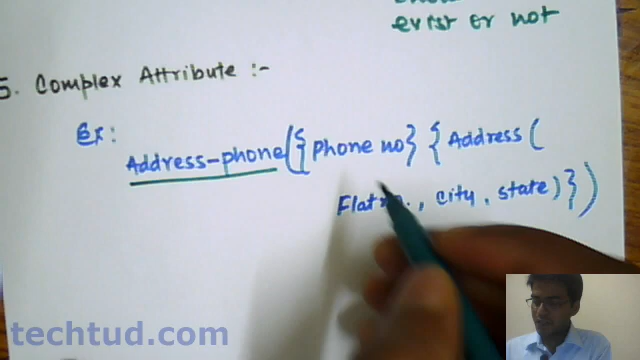 exist or not
5. Complex Attribute :-
Ex:
Address-phone({Phone no} {Address(
Flat no., city, state)})
techtud.com